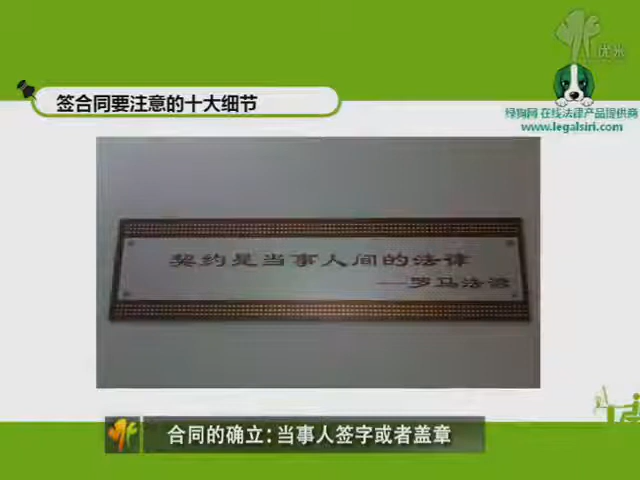 优米
签合同要注意的十大细节
绿狗网 在线法律产品提供商
www.legalsiri.com
契约是当事人间的法律
——罗马法谚
合同的确立：当事人签字或者盖章